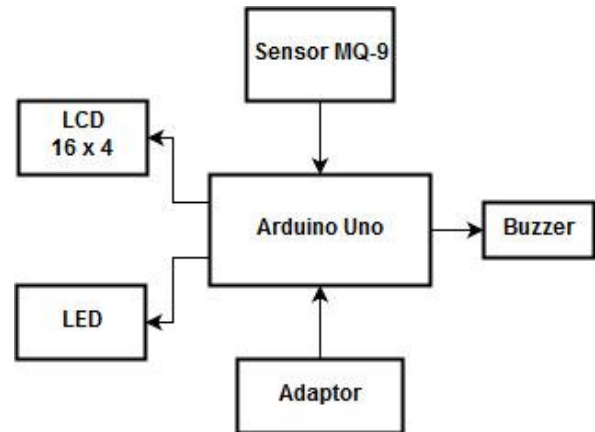 Sensor MQ-9
LCD
16 x 4
Arduino Uno
Buzzer
LED
Adaptor